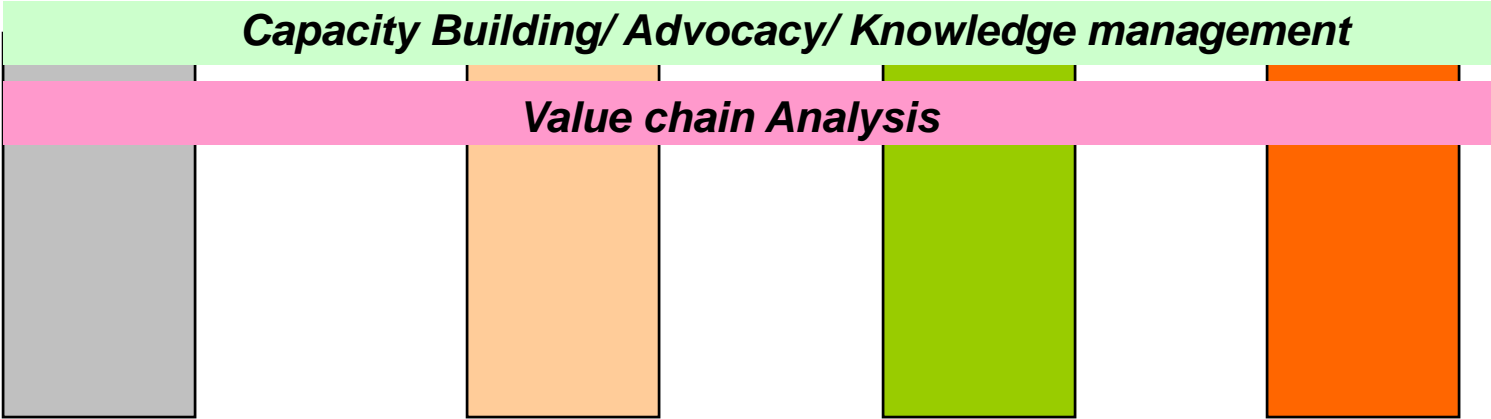 Capacity Building/ Advocacy/ Knowledge management
Value chain Analysis